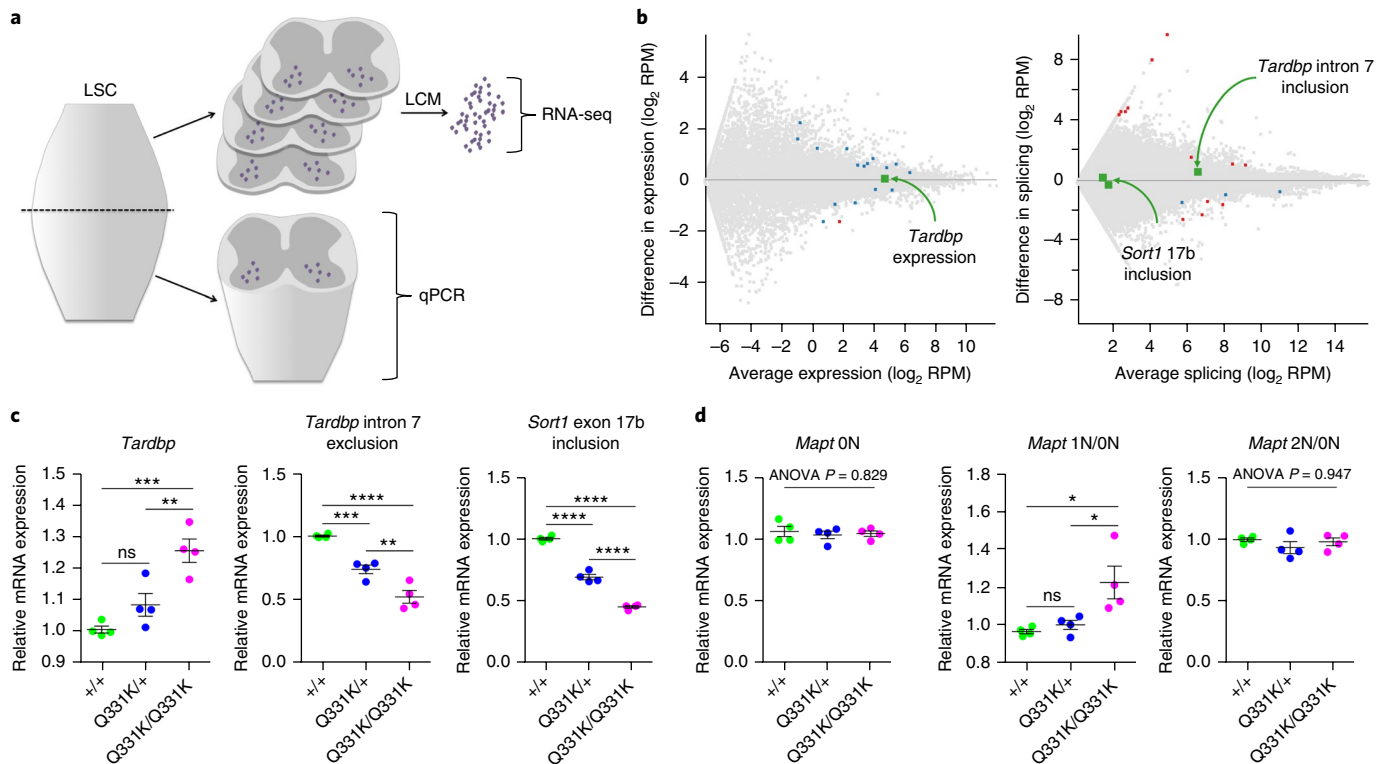 a
LSC
LCM
RNA-seq
qPCR
b
Difference in expression (log2 RPM)
4
2
0
−2
−4
−6 −4 −2 0 2 4 6 8 10
Average expression (log2 RPM)
Tardbp
expression
Difference in splicing (log2 RPM)
8
4
0
−4
−8
2 4 6 8 10 12 14
Average splicing (log2 RPM)
Tardbp intron 7
inclusion
Sort1 17b
inclusion
c
Tardbp
Relative mRNA expression
1.5
1.4
1.3
1.2
1.1
1.0
0.9
***
**
ns
+/+
Q331K/+
Q331K/Q331K
Tardbp intron 7
exclusion
Relative mRNA expression
1.5
1.0
0.5
0.0
****
***
**
+/+
Q331K/+
Q331K/Q331K
Sort1 exon 17b
inclusion
Relative mRNA expression
1.5
1.0
0.5
0.0
****
****
****
+/+
Q331K/+
Q331K/Q331K
d
Mapt 0N
Relative mRNA expression
1.5
1.0
0.5
0.0
ANOVA P = 0.829
+/+
Q331K/+
Q331K/Q331K
Mapt 1N/0N
Relative mRNA expression
1.8
1.6
1.4
1.2
1.0
0.8
*
*
ns
+/+
Q331K/+
Q331K/Q331K
Mapt 2N/0N
Relative mRNA expression
1.5
1.0
0.5
0.0
ANOVA P = 0.947
+/+
Q331K/+
Q331K/Q331K